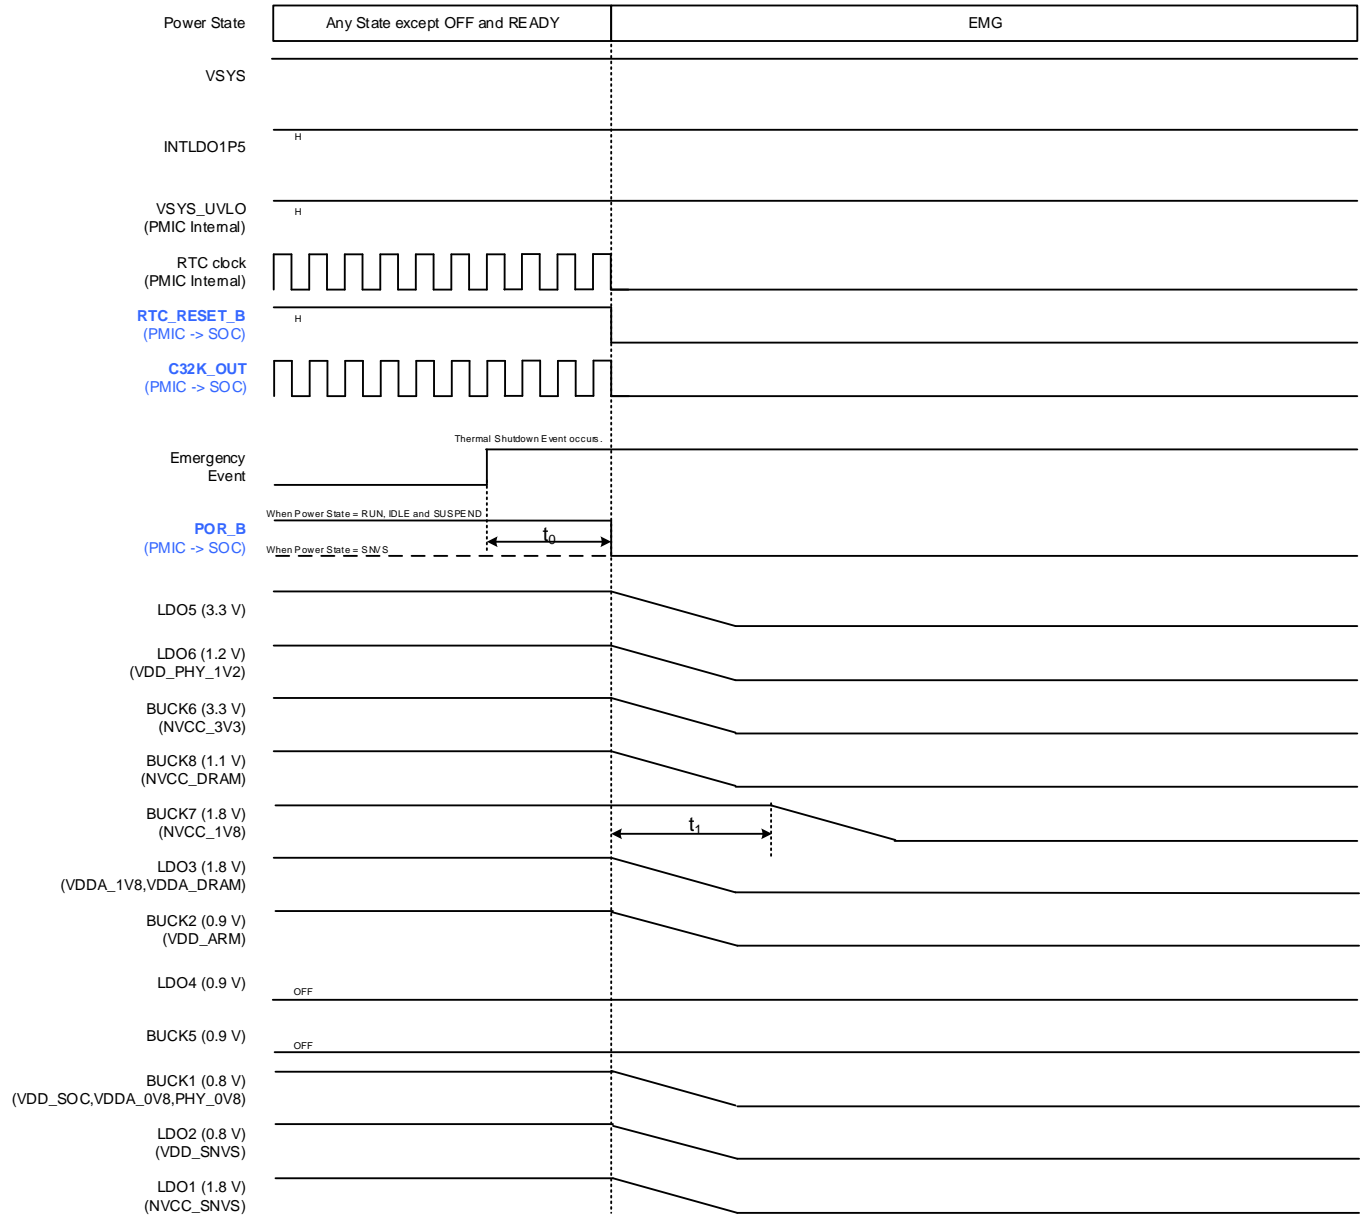 Power State
Any State except OFF and READY
EMG
VSYS
INTLDO1P5
H
VSYS_UVLO
(PMIC Internal)
H
RTC clock
(PMIC Internal)
RTC_RESET_B
(PMIC -> SOC)
H
C32K_OUT
(PMIC -> SOC)
Emergency
Event
Thermal Shutdown Event occurs.
POR_B
(PMIC -> SOC)
When Power State = RUN, IDLE and SUSPEND
When Power State = SNVS
t0
LDO5 (3.3 V)
LDO6 (1.2 V)
(VDD_PHY_1V2)
BUCK6 (3.3 V)
(NVCC_3V3)
BUCK8 (1.1 V)
(NVCC_DRAM)
BUCK7 (1.8 V)
(NVCC_1V8)
t1
LDO3 (1.8 V)
(VDDA_1V8,VDDA_DRAM)
BUCK2 (0.9 V)
(VDD_ARM)
LDO4 (0.9 V)
OFF
BUCK5 (0.9 V)
OFF
BUCK1 (0.8 V)
(VDD_SOC,VDDA_0V8,PHY_0V8)
LDO2 (0.8 V)
(VDD_SNVS)
LDO1 (1.8 V)
(NVCC_SNVS)